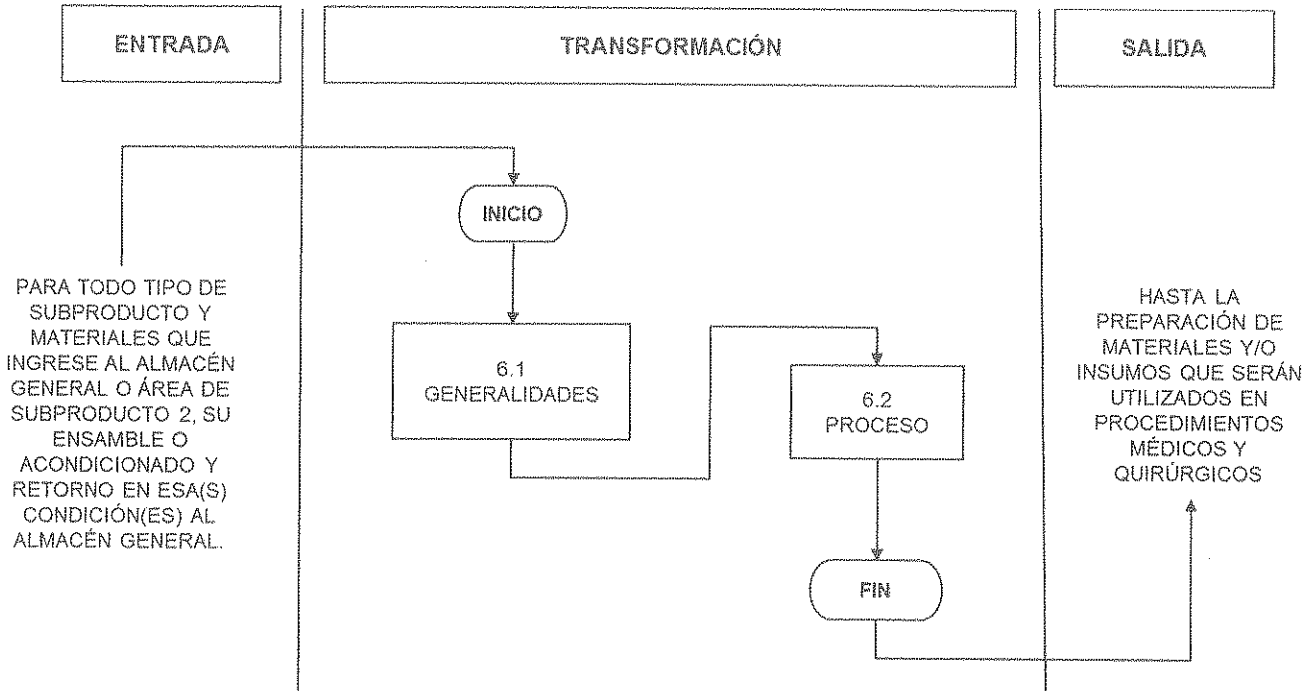 ENTRADA
TRANSFORMACIÓN
SALIDA
INICIO
PARA TODO TIPO DE
SUBPRODUCTO Y
MATERIALES QUE
INGRESE AL ALMACÉN
GENERAL O ÁREA DE
SUBPRODUCTO 2, SU
ENSAMBLE O
ACONDICIONADO Y
RETORNO EN ESA(S)
CONDICIÓN(ES) AL
ALMACÉN GENERAL.
6.1
GENERALIDADES
6.2
PROCESO
FIN
HASTA LA
PREPARACIÓN DE
MATERIALES Y/O
INSUMOS QUE SERÁN
UTILIZADOS EN
PROCEDIMIENTOS
MÉDICOS Y
QUIRÚRGICOS